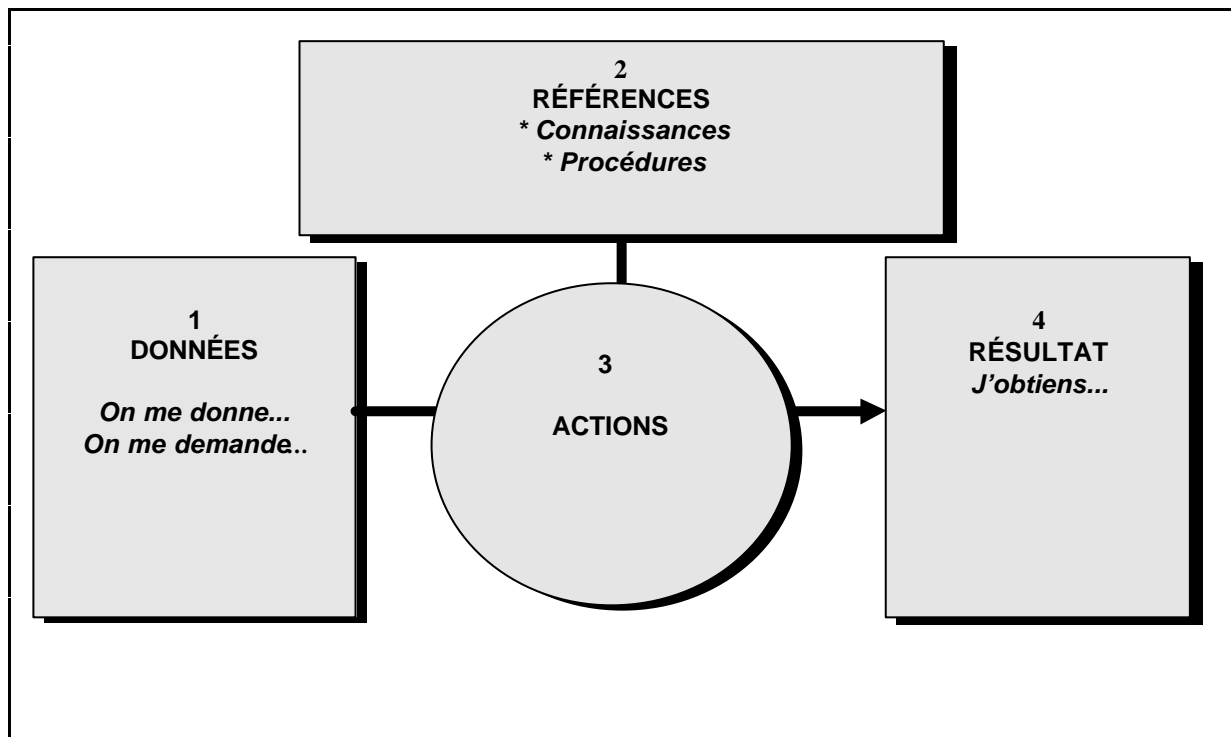 2
RÉFÉRENCES
* Connaissances
* Procédures
1
DONNÉES
On me donne...
On me demande...
3
ACTIONS
4
RÉSULTAT
J'obtiens...